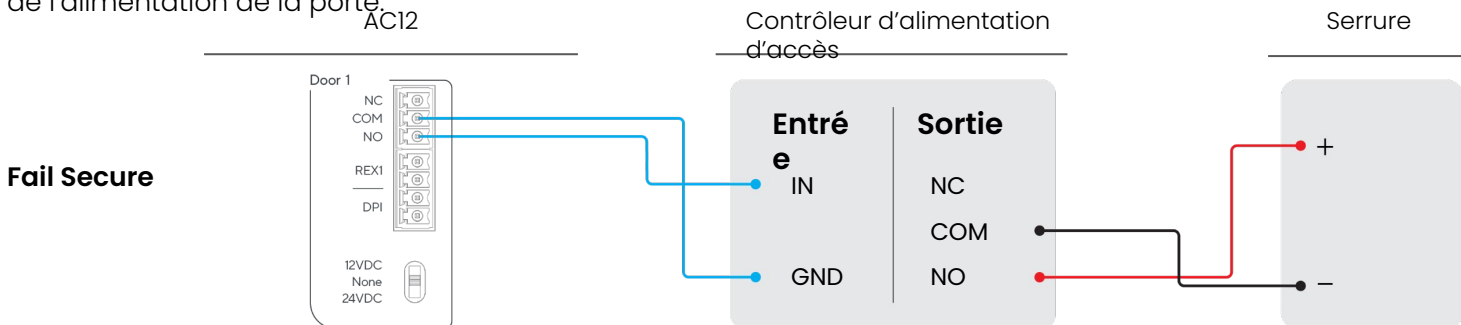 de l'alimentation de la porte.
AC12
Contrôleur d’alimentation
d’accès
Serrure
Door 1
NC
COM
NO
REX1
DPI
12VDC
None
24VDC
Fail Secure
Entré
e
Sortie
IN
NC
COM
GND
NO
+
−